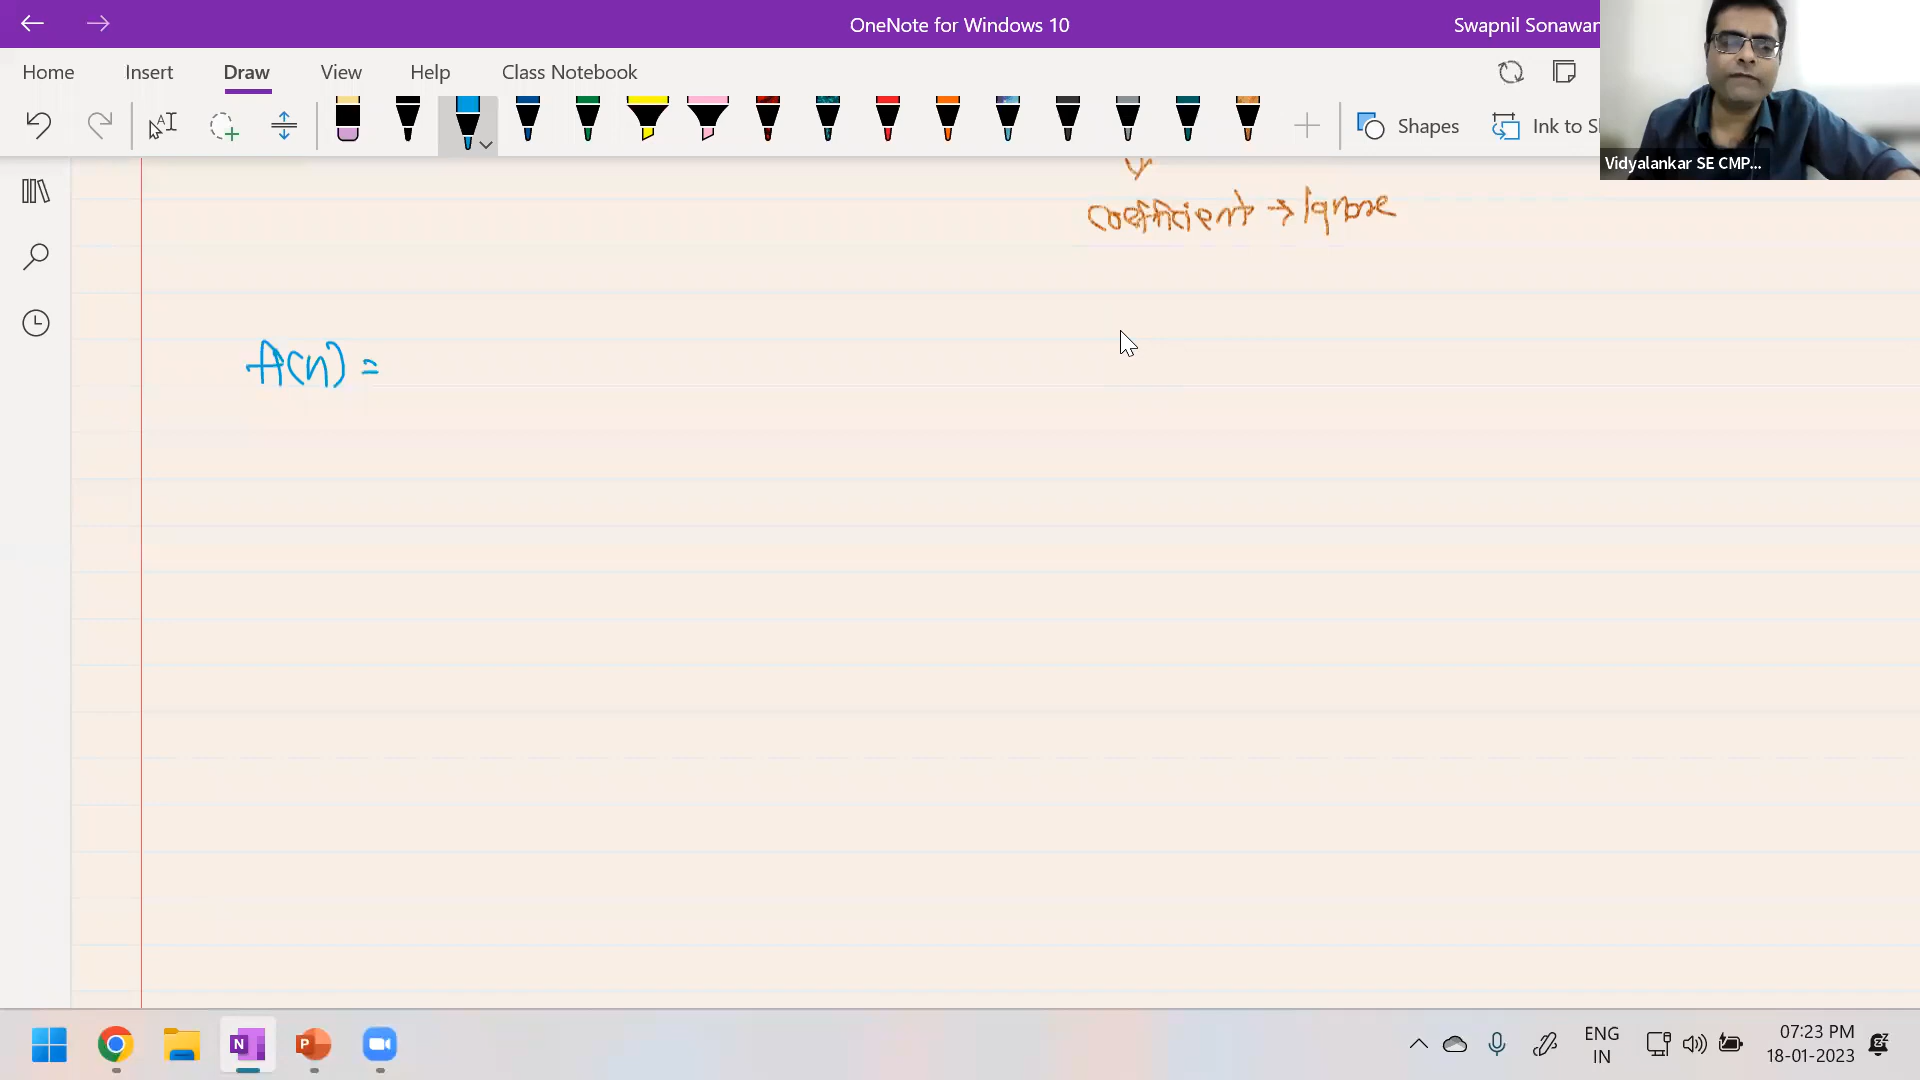 OneNote for Windows 10
Swapnil Sonawar
Home Insert Draw View Help Class Notebook
Shapes
Ink to S
Vidyalankar SE CMP...
coefficient → Ignore
A(n) =
ENG
IN
07:23 PM
18-01-2023